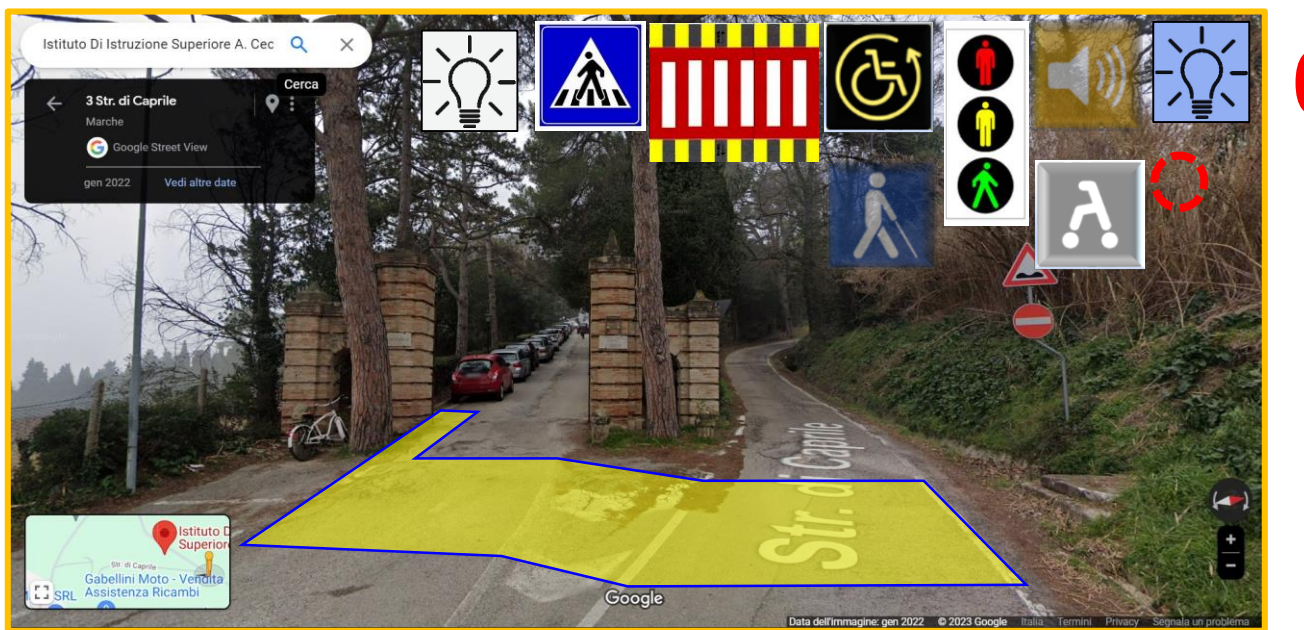 Istituto Di Istruzione Superiore A. Cec
Cerca
3 Str. di Caprile
Marche
Google Street View
gen 2022 Vedi altre date
Str. di Caprile
Istituto D
Superior
Str. di Caprile
Gabellini Moto - Vendita
Assistenza Ricambi
SRL
Google
Data dell'immagine: gen 2022 © 2023 Google Italia Termini Privacy Segnala un problema